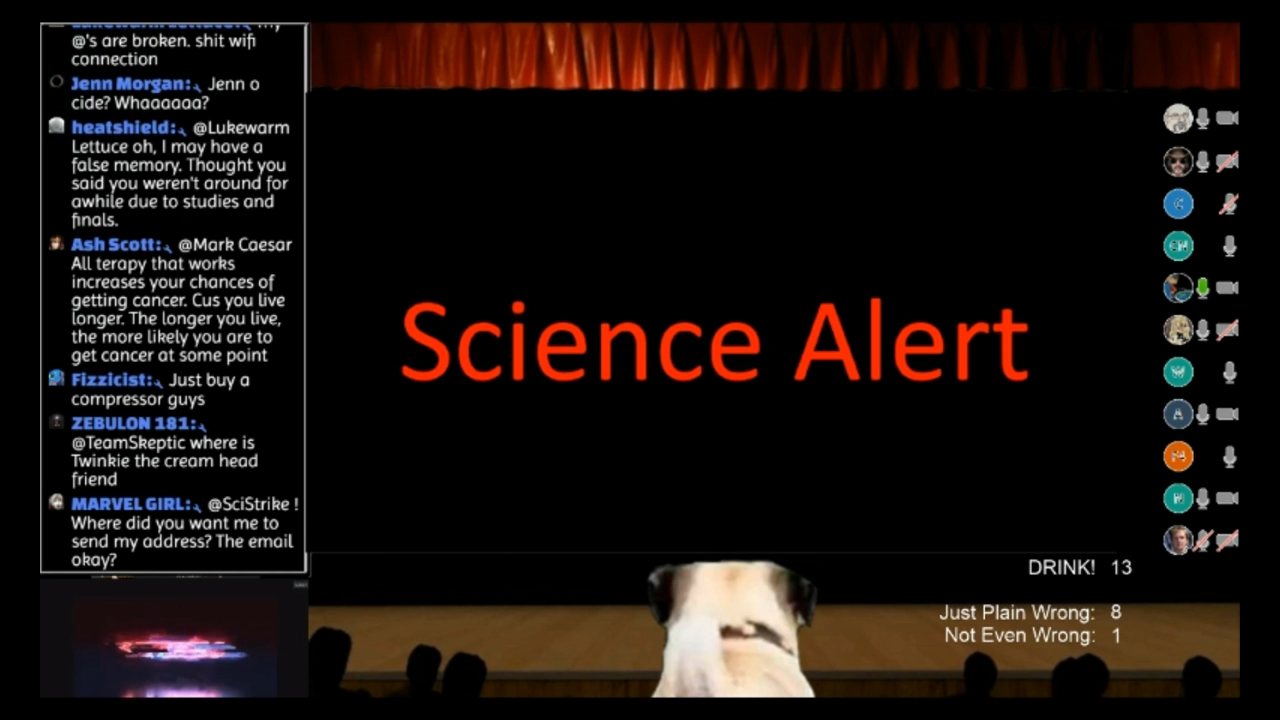 @'s are broken. shit wifi
connection
Jenn Morgan: Jenn o
cide? Whaaaaaa?
heatshield: @Lukewarm
Lettuce oh, I may have a
false memory. Thought you
said you weren't around for
awhile due to studies and
finals.
Ash Scott: @Mark Caesar
All terapy that works
increases your chances of
getting cancer. Cus you live
longer. The longer you live,
the more likely you are to
get cancer at some point
Fizzicist: Just buy a
compressor guys
ZEBULON 181:
@TeamSkeptic where is
Twinkie the cream head
friend
MARVEL GIRL: @SciStrike !
Where did you want me to
send my address? The email
okay?
Science Alert
DRINK! 13
Just Plain Wrong: 8
Not Even Wrong: 1